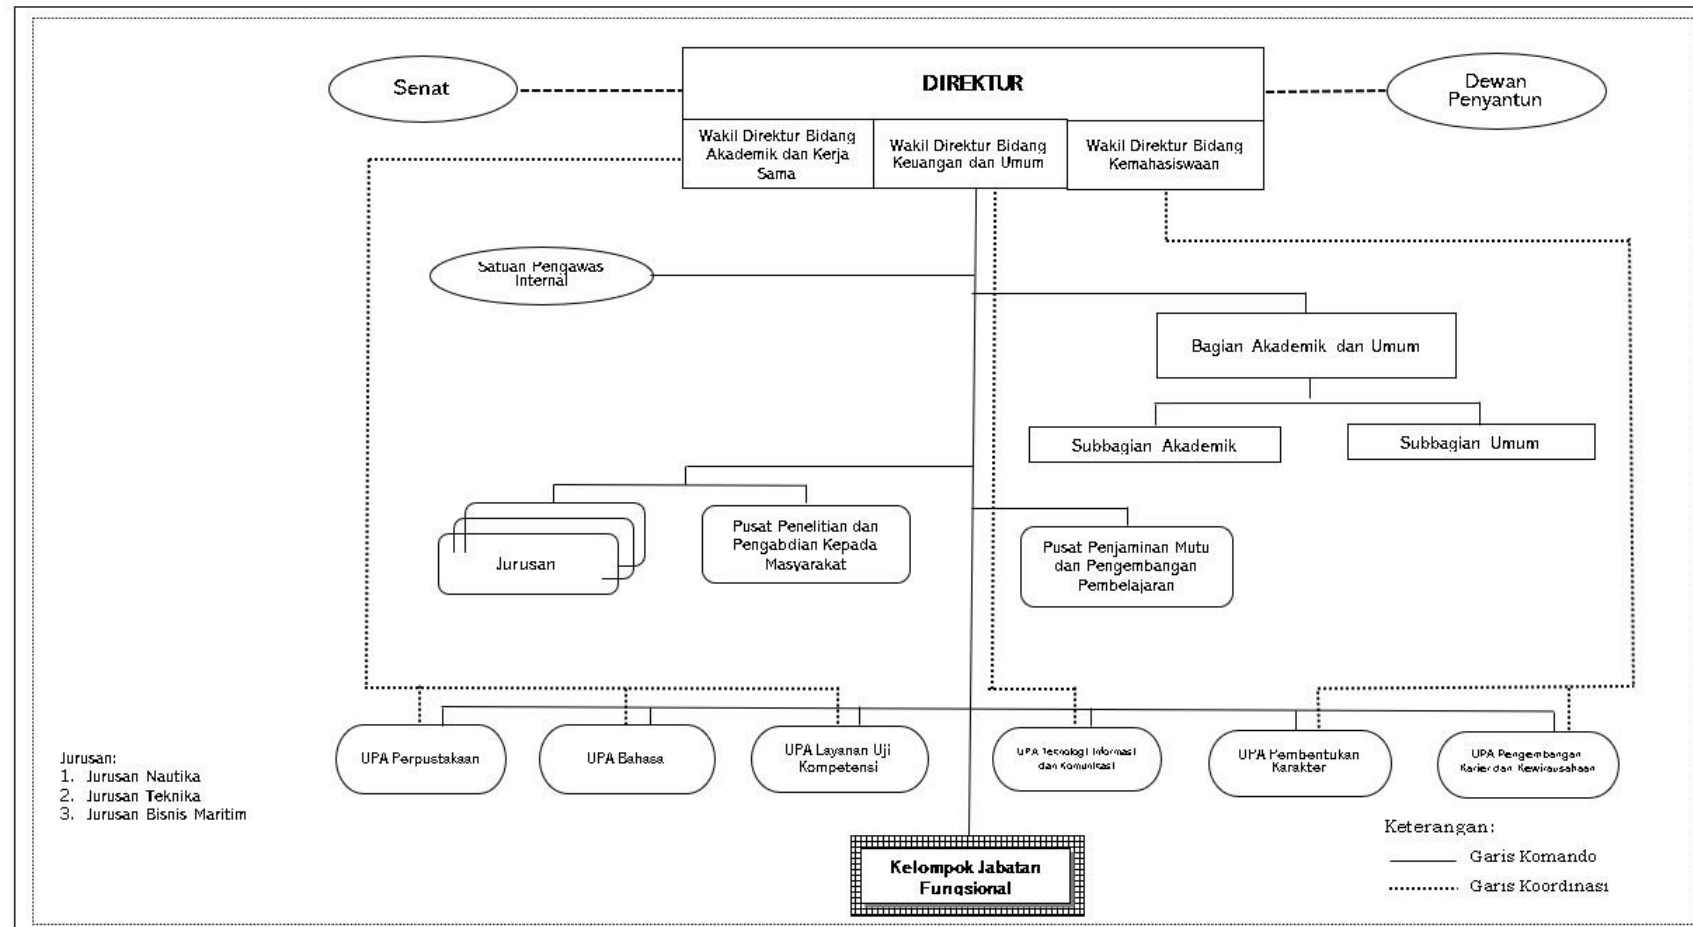 Senat
DIREKTUR
Dewan
Penyantun
Wakil Direktur Bidang
Akademik dan Kerja
Sama
Wakil Direktur Bidang
Keuangan dan Umum
Wakil Direktur Bidang
Kemahasiswaan
Satuan Pengawas
Internal
Bagian Akademik dan Umum
Subbagian Akademik
Subbagian Umum
Jurusan
Pusat Penelitian dan
Pengabdian Kepada
Masyarakat
Pusat Penjaminan Mutu
dan Pengembangan
Pembelajaran
UPA Perpustakaan
UPA Bahasa
UPA Layanan Uji
Kompetensi
UPA Teknologi Informasi
dan Komunikasi
UPA Pembentukan
Karakter
UPA Pengembangan
Karier dan Kewirausahaan
Jurusan:
1. Jurusan Nautika
2. Jurusan Teknika
3. Jurusan Bisnis Maritim
Kelompok Jabatan
Fungsional
Keterangan:
Garis Komando
Garis Koordinasi